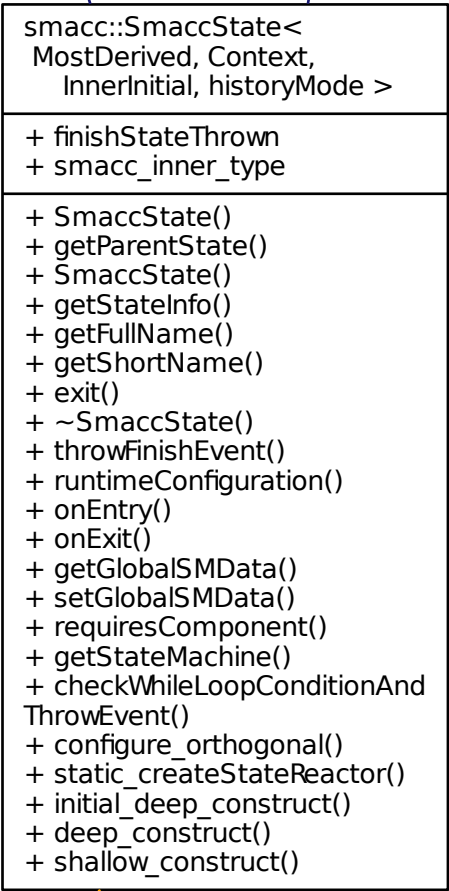 smacc::SmaccState<
MostDerived, Context,
InnerInitial, historyMode >
+ finishStateThrown
+ smacc_inner_type
+ SmaccState()
+ getParentState()
+ SmaccState()
+ getStateInfo()
+ getFullName()
+ getShortName()
+ exit()
+ ~SmaccState()
+ throwFinishEvent()
+ runtimeConfiguration()
+ onEntry()
+ onExit()
+ getGlobalSMData()
+ setGlobalSMData()
+ requiresComponent()
+ getStateMachine()
+ checkWhileLoopConditionAnd
ThrowEvent()
+ configure_orthogonal()
+ static_createStateReactor()
+ initial_deep_construct()
+ deep_construct()
+ shallow_construct()